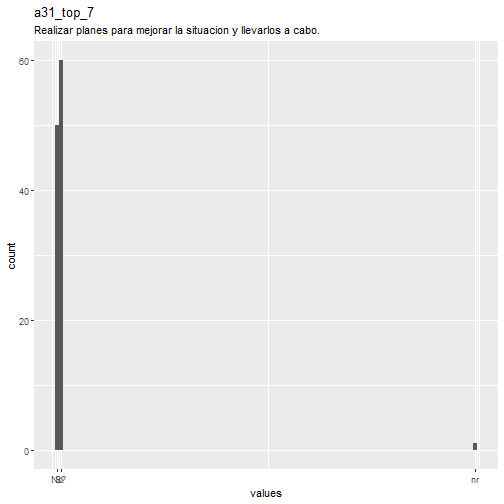 a31_top_7
Realizar planes para mejorar la situacion y llevarlos a cabo.
60
40
20
0
count
nr
values